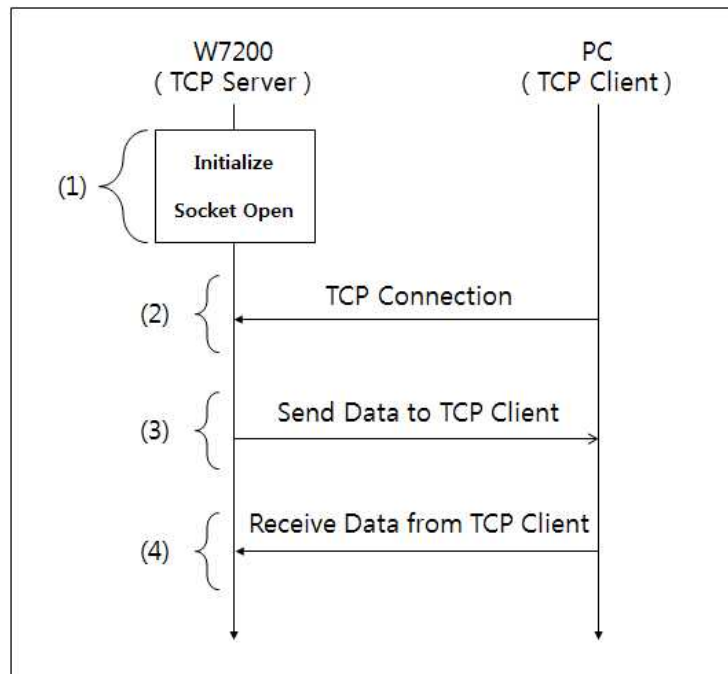 W7200
( TCP Server )
PC
( TCP Client )
(1)
Initialize
Socket Open
(2)
TCP Connection
(3)
Send Data to TCP Client
(4)
Receive Data from TCP Client